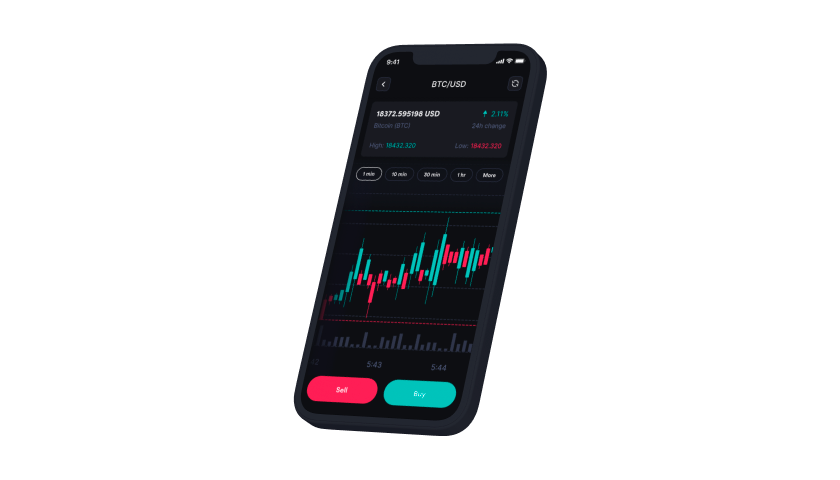 9:41
BTC/USD
18372.595198 USD 2.11%
Bitcoin (BTC) 24h change
High: 18432.320 Low: 18432.320
1 min 10 min 30 min 1 hr More
5:43 5:44
Sell Buy